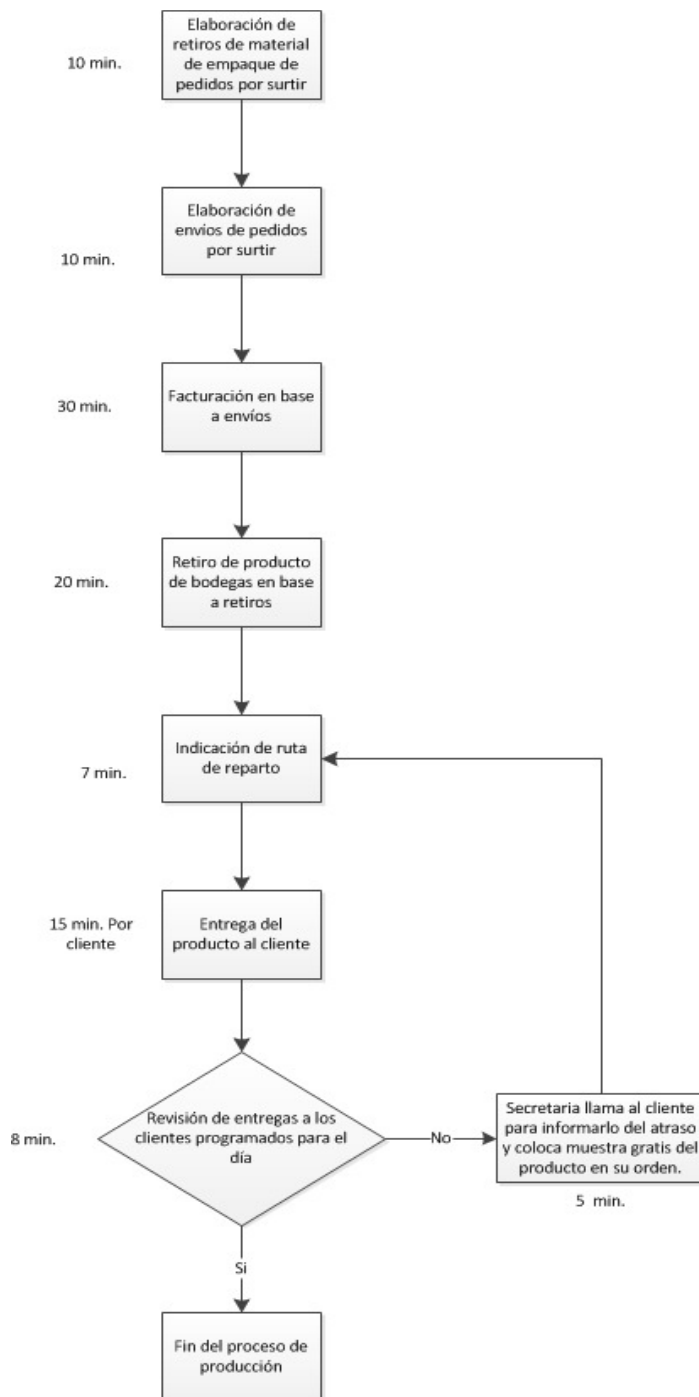 Elaboración de
retiros de material
de empaque de
pedidos por surtir
10 min.
Elaboración de
envíos de pedidos
por surtir
10 min.
Facturación en base
a envíos
30 min.
Retiro de producto
de bodegas en base
a retiros
20 min.
Indicación de ruta
de reparto
7 min.
15 min. Por
cliente
Entrega del
producto al cliente
Revisión de entregas a los
clientes programados para el
día
8 min.
No
Secretaria llama al cliente
para informarlo del atraso
y coloca muestra gratis del
producto en su orden.
5 min.
Si
Fin del proceso de
producción